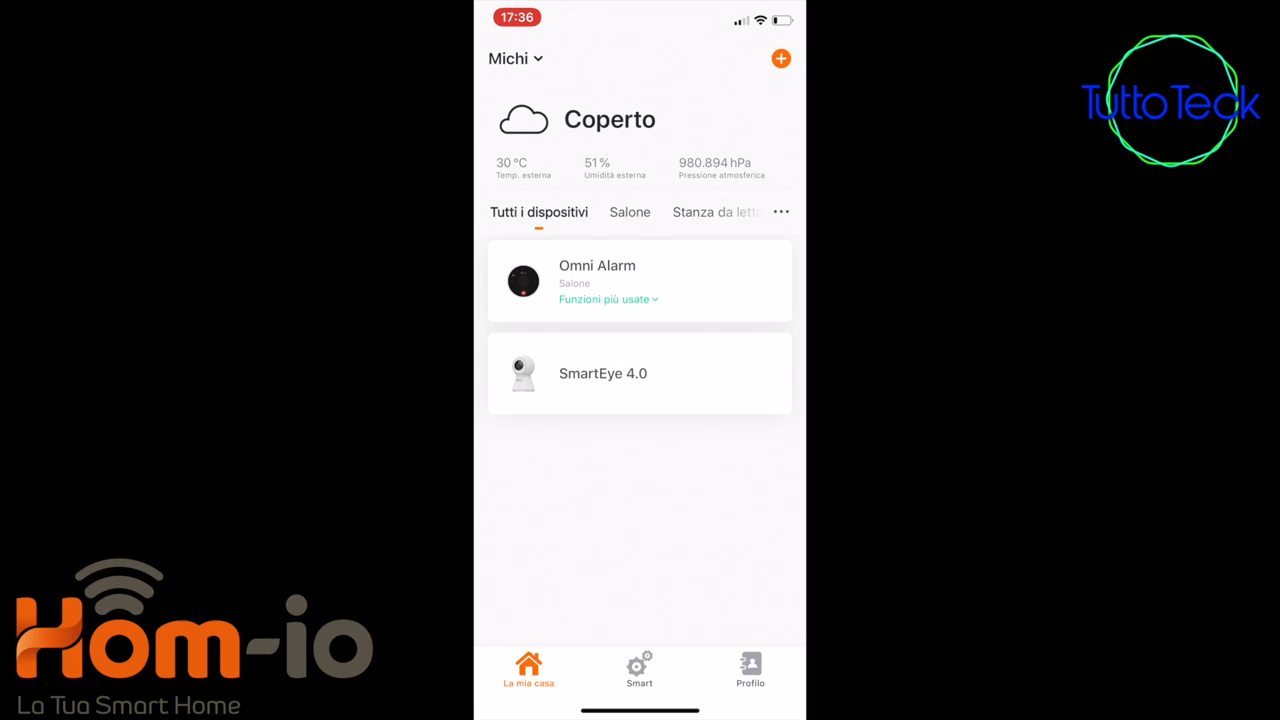 17:36
Michi
Coperto
30 °C
51 %
980.894 hPa
Temp. esterna
Umidità esterna
Pressione atmosferica
Tutti i dispositivi
Salone
Stanza da letto
Omni Alarm
Salone
Funzioni più usate
SmartEye 4.0
La mia casa
Smart
Profilo
TuttoTeck
Hom-io
La Tua Smart Home